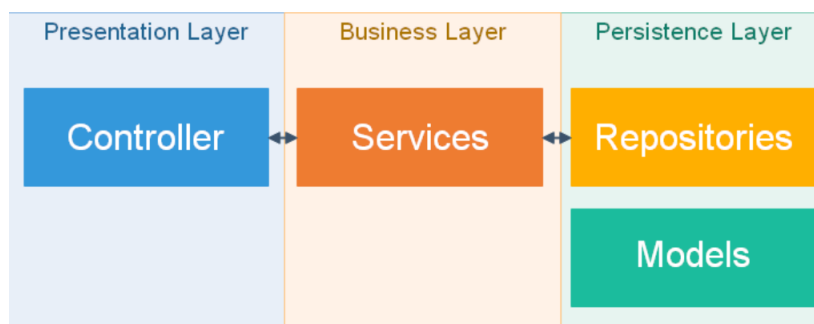 Presentation Layer
Business Layer
Persistence Layer
Controller
Services
Repositories
Models